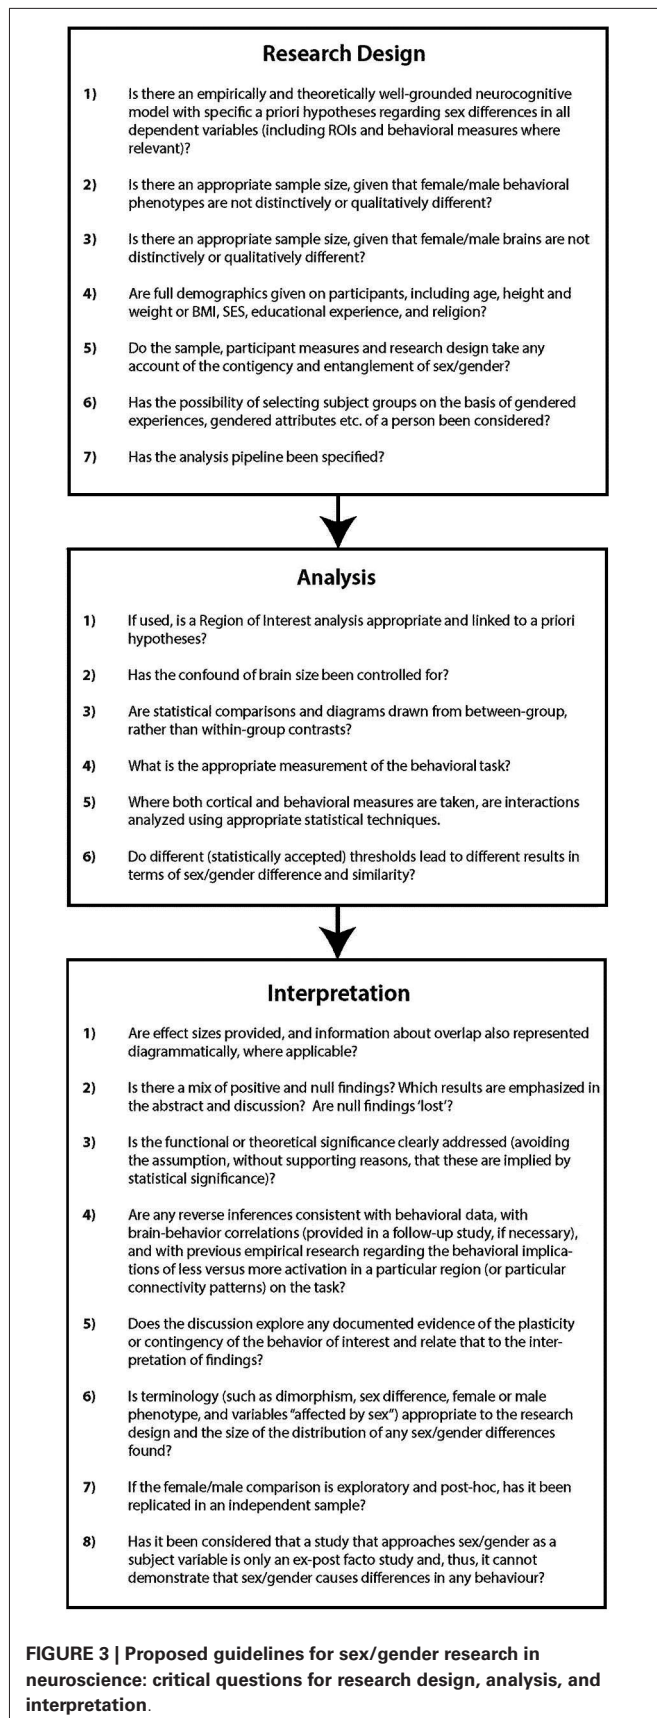 Research Design
1) Is there an empirically and theoretically well-grounded neurocognitive
model with specific a priori hypotheses regarding sex differences in all
dependent variables (including ROIs and behavioral measures where
relevant)?
2) Is there an appropriate sample size, given that female/male behavioral
phenotypes are not distinctively or qualitatively different?
3) Is there an appropriate sample size, given that female/male brains are not
distinctively or qualitatively different?
4) Are full demographics given on participants, including age, height and
weight or BMI, SES, educational experience, and religion?
5) Do the sample, participant measures and research design take any
account of the contigency and entanglement of sex/gender?
6) Has the possibility of selecting subject groups on the basis of gendered
experiences, gendered attributes etc. of a person been considered?
7) Has the analysis pipeline been specified?
Analysis
1) If used, is a Region of Interest analysis appropriate and linked to a priori
hypotheses?
2) Has the confound of brain size been controlled for?
3) Are statistical comparisons and diagrams drawn from between-group,
rather than within-group contrasts?
4) What is the appropriate measurement of the behavioral task?
5) Where both cortical and behavioral measures are taken, are interactions
analyzed using appropriate statistical techniques.
6) Do different (statistically accepted) thresholds lead to different results in
terms of sex/gender difference and similarity?
Interpretation
1) Are effect sizes provided, and information about overlap also represented
diagrammatically, where applicable?
2) Is there a mix of positive and null findings? Which results are emphasized in
the abstract and discussion? Are null findings ‘lost’?
3) Is the functional or theoretical significance clearly addressed (avoiding
the assumption, without supporting reasons, that these are implied by
statistical significance)?
4) Are any reverse inferences consistent with behavioral data, with
brain-behavior correlations (provided in a follow-up study, if necessary),
and with previous empirical research regarding the behavioral implica-
tions of less versus more activation in a particular region (or particular
connectivity patterns) on the task?
5) Does the discussion explore any documented evidence of the plasticity
or contingency of the behavior of interest and relate that to the inter-
pretation of findings?
6) Is terminology (such as dimorphism, sex difference, female or male
phenotype, and variables “affected by sex”) appropriate to the research
design and the size of the distribution of any sex/gender differences
found?
7) If the female/male comparison is exploratory and post-hoc, has it been
replicated in an independent sample?
8) Has it been considered that a study that approaches sex/gender as a
subject variable is only an ex-post facto study and, thus, it cannot
demonstrate that sex/gender causes differences in any behaviour?
FIGURE 3 | Proposed guidelines for sex/gender research in
neuroscience: critical questions for research design, analysis, and
interpretation.